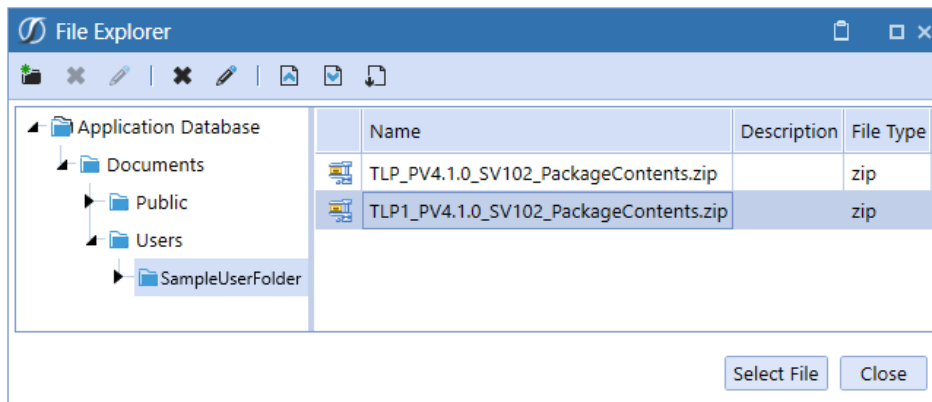 File Explorer
Application Database
Documents
Public
Users
SampleUserFolder
Name Description File Type
TLP_PV4.1.0_SV102_PackageContents.zip zip
TLP1_PV4.1.0_SV102_PackageContents.zip zip
Select File Close